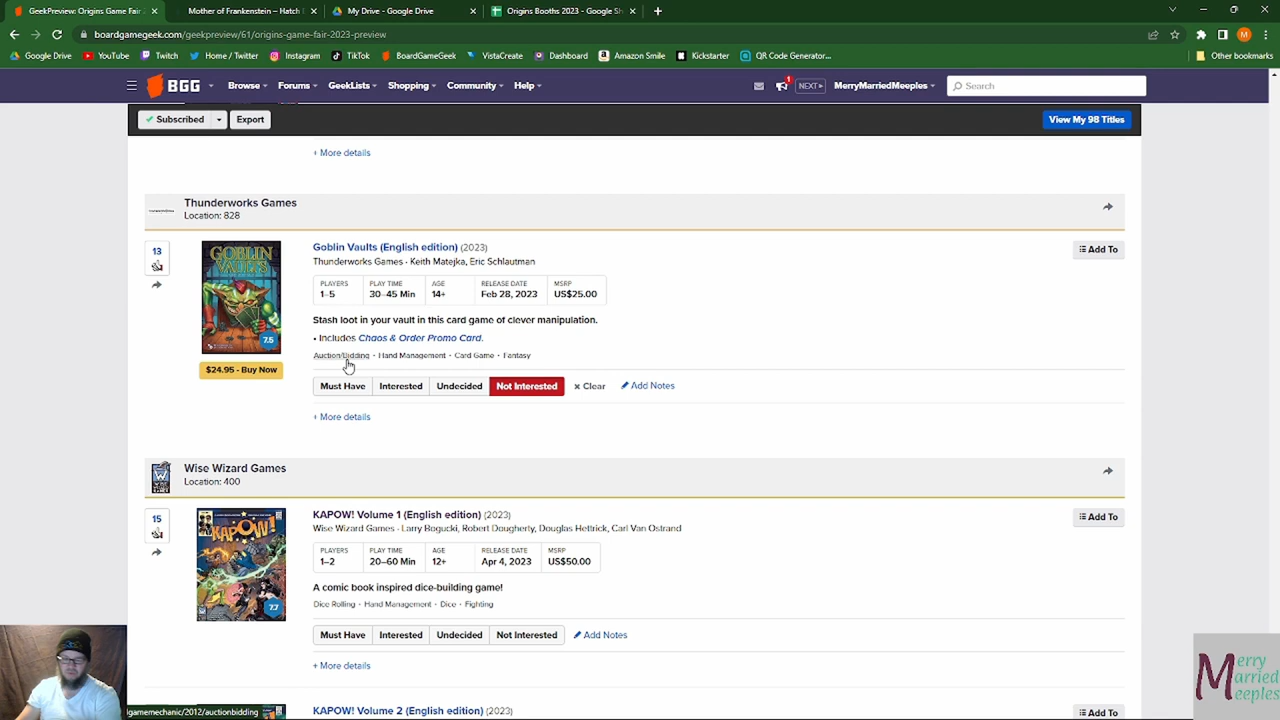 GeekPreview: Origins Game Fair
Mother of Frankenstein – Hatch
My Drive - Google Drive
Origins Booths 2023 - Google Sh
boardgamegeek.com/geekpreview/61/origins-game-fair-2023-preview
Google Drive YouTube Twitch Home / Twitter Instagram TikTok BoardGameGeek VistaCreate Dashboard Amazon Smile Kickstarter QR Code Generator... Other bookmarks
BGG Browse Forums GeekLists Shopping Community Help 1 NEXT MerryMarriedMeeples Search
Subscribed Export View My 98 Titles
+ More details
Thunderworks Games
Location: 828
13
Goblin Vaults (English edition) (2023)
Add To
Thunderworks Games · Keith Matejka, Eric Schlautman
GOBLIN VAULTS
PLAYERS PLAY TIME AGE RELEASE DATE MSRP
1–5 30–45 Min 14+ Feb 28, 2023 US$25.00
Stash loot in your vault in this card game of clever manipulation.
• Includes Chaos & Order Promo Card.
7.5
Auction/Bidding · Hand Management · Card Game · Fantasy
$24.95 - Buy Now
Must Have Interested Undecided Not Interested Clear Add Notes
+ More details
Wise Wizard Games
Location: 400
15
KAPOW! Volume 1 (English edition) (2023)
Add To
Wise Wizard Games · Larry Bogucki, Robert Dougherty, Douglas Hettrick, Carl Van Ostrand
KAPOW!
PLAYERS PLAY TIME AGE RELEASE DATE MSRP
1–2 20–60 Min 12+ Apr 4, 2023 US$50.00
A comic book inspired dice-building game!
7.7
Dice Rolling · Hand Management · Dice · Fighting
Must Have Interested Undecided Not Interested Add Notes
+ More details
KAPOW! Volume 2 (English edition) (2023)
Add To
lgamemechanic/2012/auctionbidding
Merry
Married
Meeples